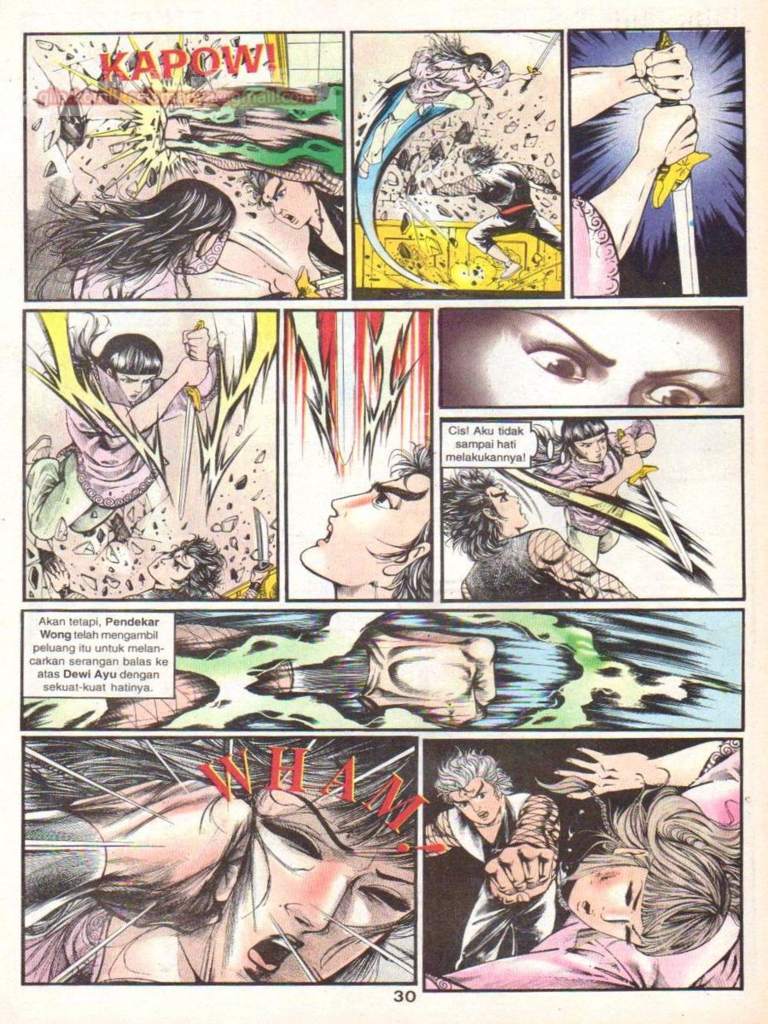 KAPOW!
Cis! Aku tidak
sampai hati
melakukannya!
Akan tetapi, Pendekar
Wong telah mengambil
peluang itu untuk melan-
carkan serangan balas ke
atas Dewi Ayu dengan
sekuat-kuat hatinya.
WHAM!
30